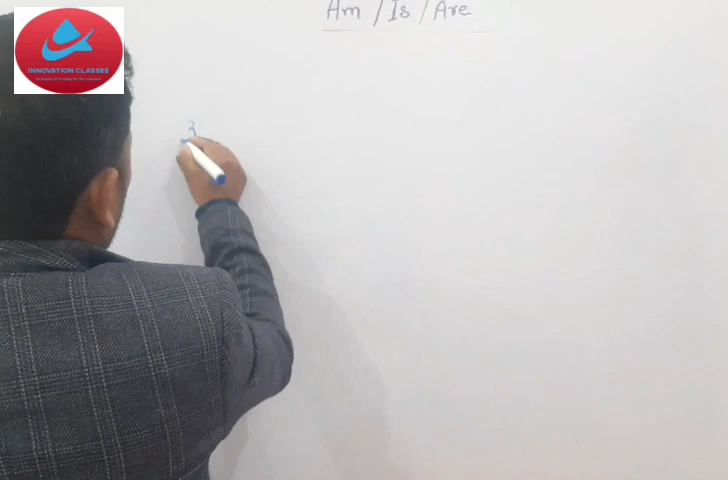 Am / Is / Are
INNOVATION CLASSES